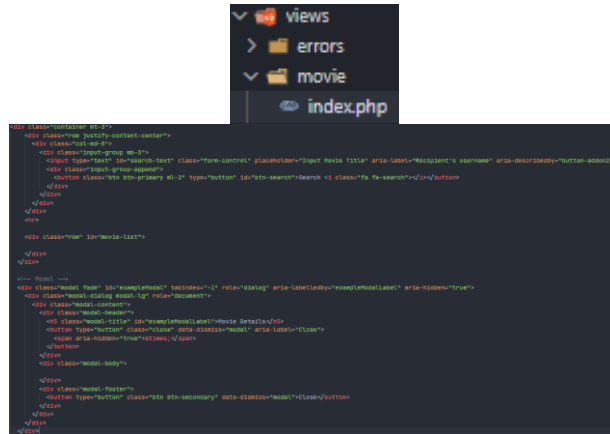 views
errors
movie
index.php
<div class="container mt-3">
<div class="row justify-content-center">
<div class="col-md-8">
<div class="input-group mb-3">
<input type="text" id="search-text" class="form-control" placeholder="Input Movie Title" aria-label="Recipient's username" aria-describedby="button-addon2
<div class="input-group-append">
<button class="btn btn-primary ml-2" type="button" id="btn-search">Search <i class="fa fa-search"></i></button>
</div>
</div>
</div>
</div>
<hr>
<div class="row" id="movie-list">
</div>
</div>
<!-- Modal -->
<div class="modal fade" id="exampleModal" tabindex="-1" role="dialog" aria-labelledby="exampleModalLabel" aria-hidden="true">
<div class="modal-dialog modal-lg" role="document">
<div class="modal-content">
<div class="modal-header">
<h5 class="modal-title" id="exampleModalLabel">Movie Details</h5>
<button type="button" class="close" data-dismiss="modal" aria-label="Close">
<span aria-hidden="true">&times;</span>
</button>
</div>
<div class="modal-body">
</div>
<div class="modal-footer">
<button type="button" class="btn btn-secondary" data-dismiss="modal">Close</button>
</div>
</div>
</div>
</div>